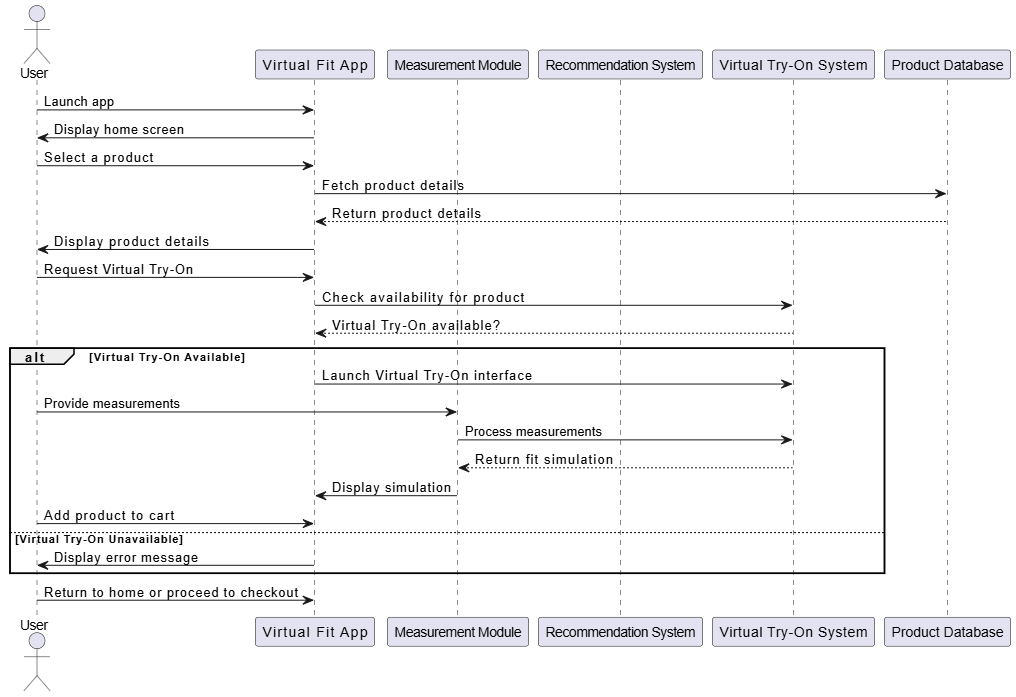 User
Virtual Fit App
Measurement Module
Recommendation System
Virtual Try-On System
Product Database
Launch app
Display home screen
Select a product
Fetch product details
Return product details
Display product details
Request Virtual Try-On
Check availability for product
Virtual Try-On available?
alt
[Virtual Try-On Available]
Launch Virtual Try-On interface
Provide measurements
Process measurements
Return fit simulation
Display simulation
Add product to cart
[Virtual Try-On Unavailable]
Display error message
Return to home or proceed to checkout
User
Virtual Fit App
Measurement Module
Recommendation System
Virtual Try-On System
Product Database